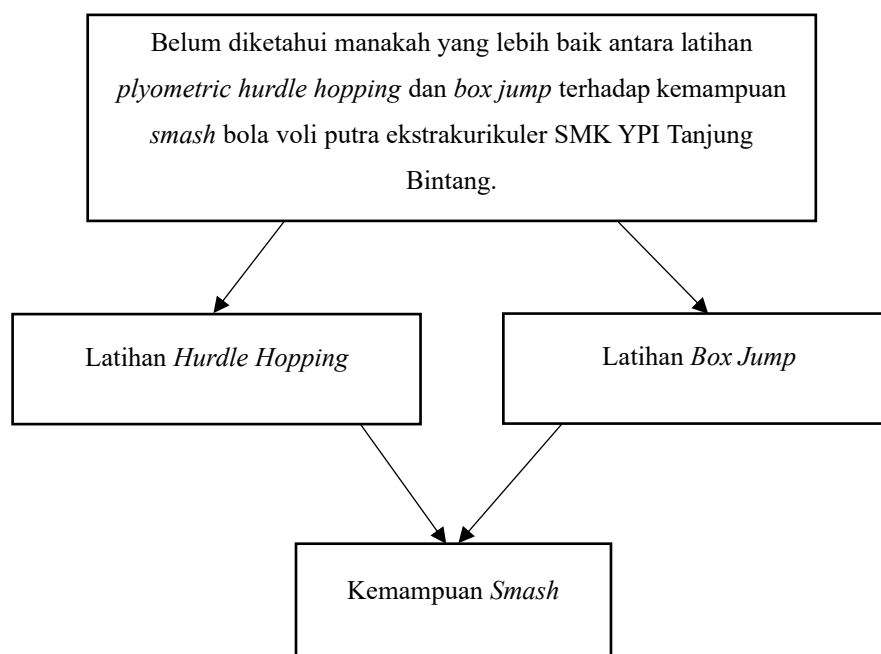 Belum diketahui manakah yang lebih baik antara latihan
plyometric hurdle hopping dan box jump terhadap kemampuan
smash bola voli putra ekstrakurikuler SMK YPI Tanjung
Bintang.
Latihan Hurdle Hopping
Latihan Box Jump
Kemampuan Smash